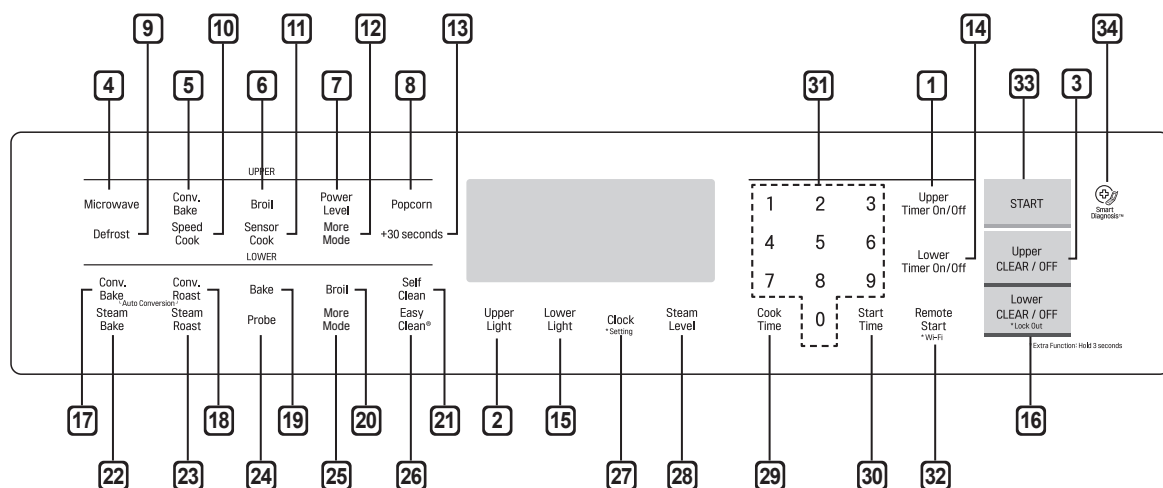 9 10 11 12 13 14 34
4 5 6 7 8 31 1 33 3
UPPER
Microwave Conv. Bake Broil Power Level Popcorn
Defrost Speed Cook Sensor Cook More Mode +30 seconds
LOWER
Conv. Bake Conv. Roast Bake Broil Self Clean
Auto Conversion
Steam Bake Steam Roast Probe More Mode Easy Clean®
Upper Light Lower Light Clock Steam Level
*Setting
1 2 3
4 5 6
7 8 9
Cook Time 0 Start Time
Upper Timer On/Off
Lower Timer On/Off
Remote Start
*Wi-Fi
START
Upper CLEAR / OFF
Lower CLEAR / OFF
*Lock Out
*Extra Function: Hold 3 seconds
Smart Diagnosis™
17 18 19 20 21 2 15 16
22 23 24 25 26 27 28 29 30 32